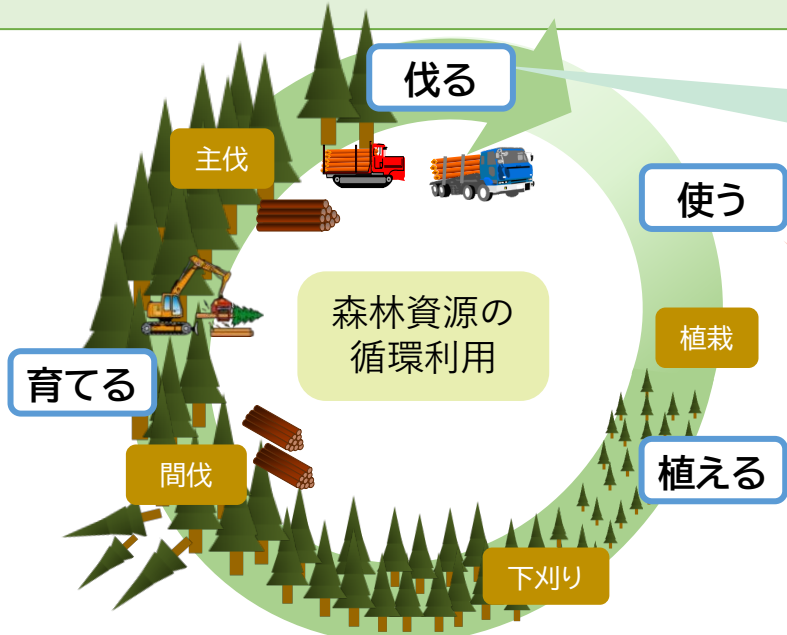 伐る
主伐
使う
森林資源の
循環利用
植栽
育てる
植える
間伐
下刈り